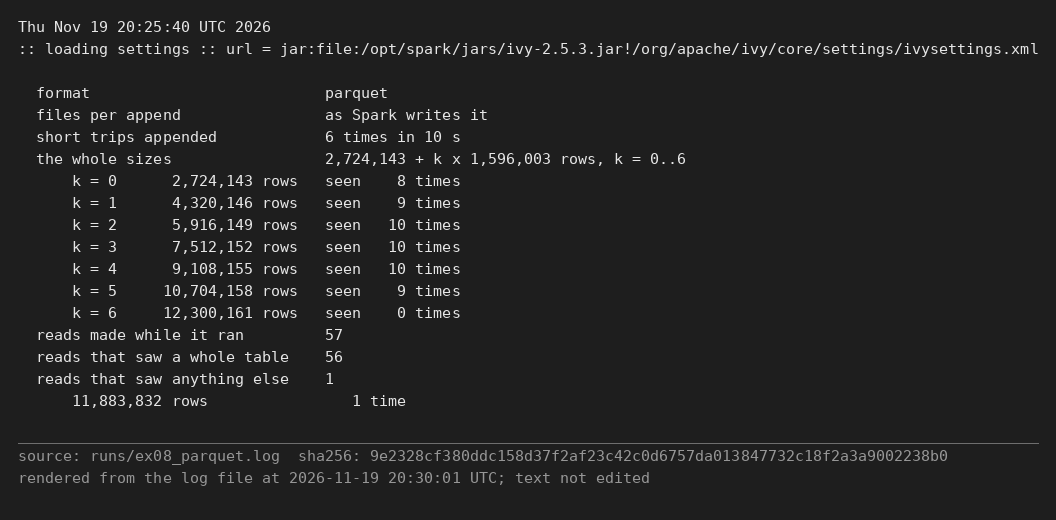 Thu Nov 19 20:25:40 UTC 2026
:: loading settings :: url = jar:file:/opt/spark/jars/ivy-2.5.3.jar!/org/apache/ivy/core/settings/ivysettings.xml
format parquet
files per append as Spark writes it
short trips appended 6 times in 10 s
the whole sizes 2,724,143 + k x 1,596,003 rows, k = 0..6
k = 0 2,724,143 rows seen 8 times
k = 1 4,320,146 rows seen 9 times
k = 2 5,916,149 rows seen 10 times
k = 3 7,512,152 rows seen 10 times
k = 4 9,108,155 rows seen 10 times
k = 5 10,704,158 rows seen 9 times
k = 6 12,300,161 rows seen 0 times
reads made while it ran 57
reads that saw a whole table 56
reads that saw anything else 1
11,883,832 rows 1 time
source: runs/ex08_parquet.log sha256: 9e2328cf380ddc158d37f2af23c42c0d6757da013847732c18f2a3a9002238b0
rendered from the log file at 2026-11-19 20:30:01 UTC; text not edited